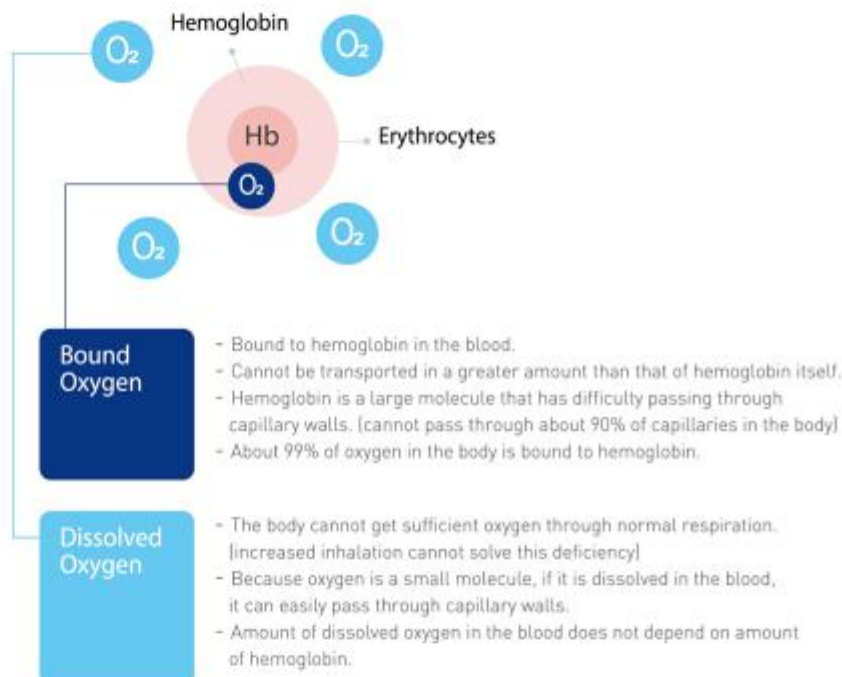 O₂
Hemoglobin
O₂
Hb
Erythrocytes
O₂
O₂
O₂
Bound
Oxygen
- Bound to hemoglobin in the blood.
- Cannot be transported in a greater amount than that of hemoglobin itself.
- Hemoglobin is a large molecule that has difficulty passing through
capillary walls. (cannot pass through about 90% of capillaries in the body)
- About 99% of oxygen in the body is bound to hemoglobin.
Dissolved
Oxygen
- The body cannot get sufficient oxygen through normal respiration.
(increased inhalation cannot solve this deficiency)
- Because oxygen is a small molecule, if it is dissolved in the blood,
it can easily pass through capillary walls.
- Amount of dissolved oxygen in the blood does not depend on amount
of hemoglobin.